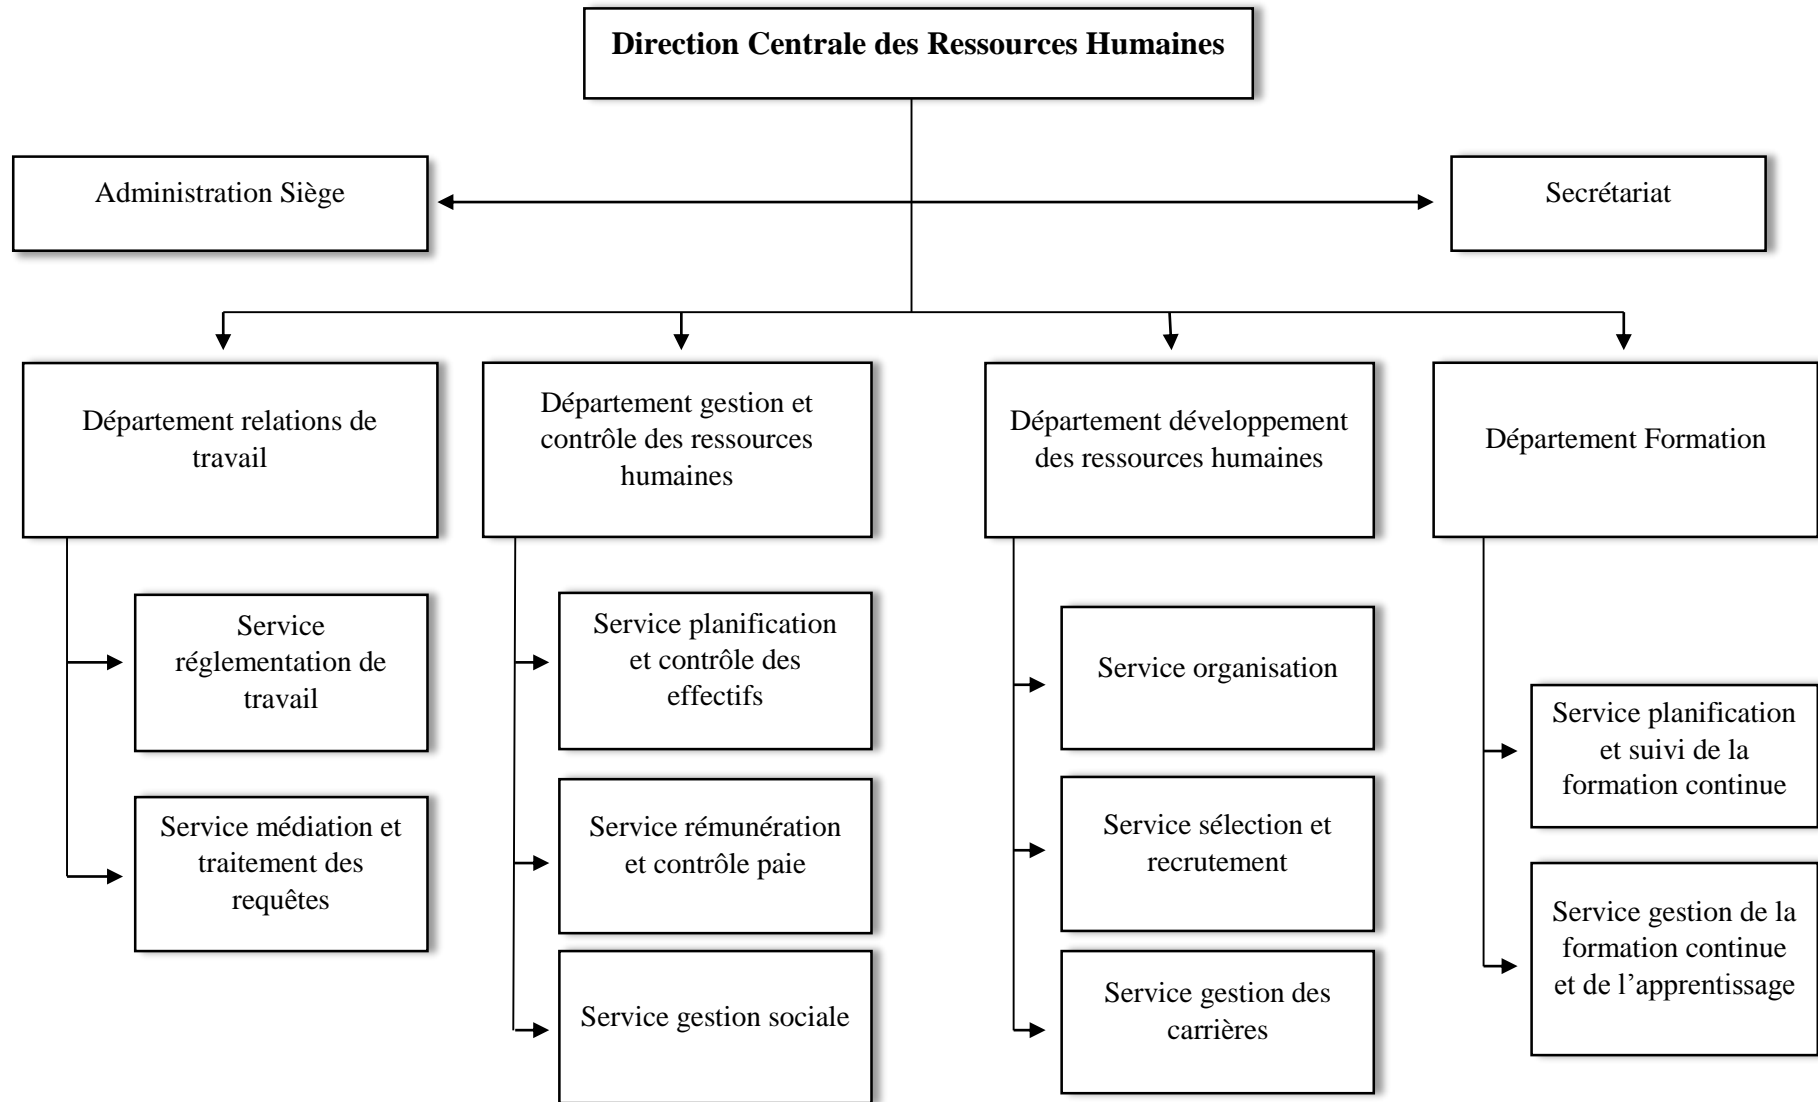 Direction Centrale des Ressources Humaines
Administration Siège
Secrétariat
Département relations de
travail
Département gestion et
contrôle des ressources
humaines
Département développement
des ressources humaines
Département Formation
Service
réglementation de
travail
Service médiation et
traitement des
requêtes
Service planification
et contrôle des
effectifs
Service rémunération
et contrôle paie
Service gestion sociale
Service organisation
Service sélection et
recrutement
Service gestion des
carrières
Service planification
et suivi de la
formation continue
Service gestion de la
formation continue
et de l’apprentissage